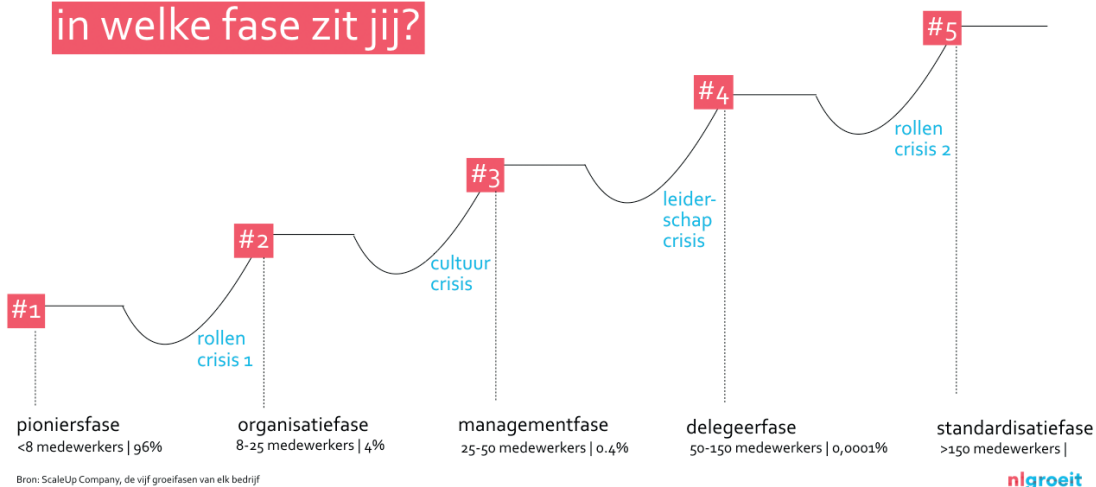 in welke fase zit jij?
#5
#4
rollen
crisis 2
#3
leider-
schap
crisis
#2
cultuur
crisis
#1
rollen
crisis 1
pioniersfase
<8 medewerkers | 96%
organisatiefase
8-25 medewerkers | 4%
managementfase
25-50 medewerkers | 0.4%
delegeerfase
50-150 medewerkers | 0,0001%
standardisatiefase
>150 medewerkers |
Bron: ScaleUp Company, de vijf groeifasen van elk bedrijf
nlgroeit